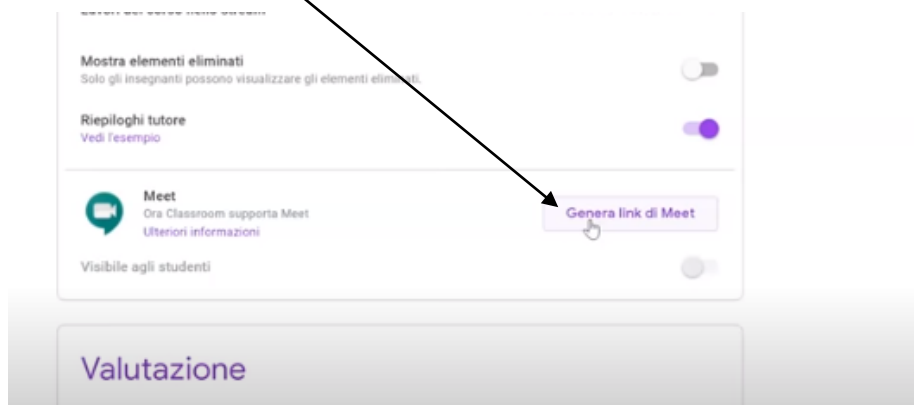 Mostra elementi eliminati
Solo gli insegnanti possono visualizzare gli elementi eliminati.
Riepiloghi tutore
Vedi l'esempio
Meet
Ora Classroom supporta Meet
Ulteriori informazioni
Genera link di Meet
Visibile agli studenti
Valutazione